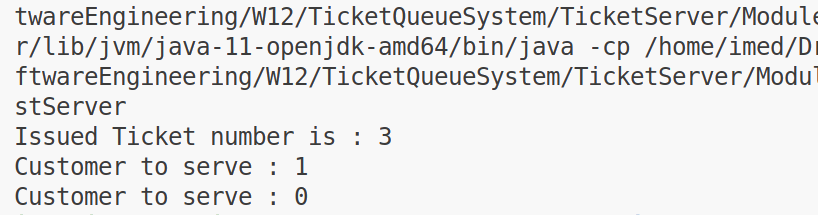 twareEngineering/W12/TicketQueueSystem/TicketServer/Module
r/lib/jvm/java-11-openjdk-amd64/bin/java -cp /home/imed/Dr
ftwareEngineering/W12/TicketQueueSystem/TicketServer/Modul
stServer
Issued Ticket number is : 3
Customer to serve : 1
Customer to serve : 0